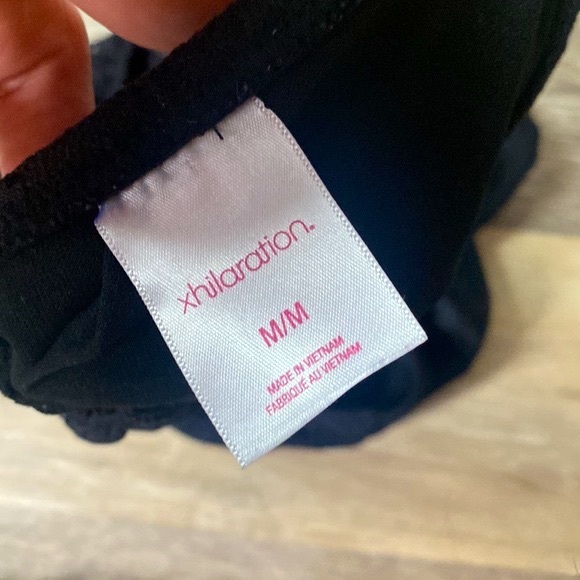 xhilaration.
M/M
MADE IN VIETNAM
FABRIQUÉ AU VIETNAM